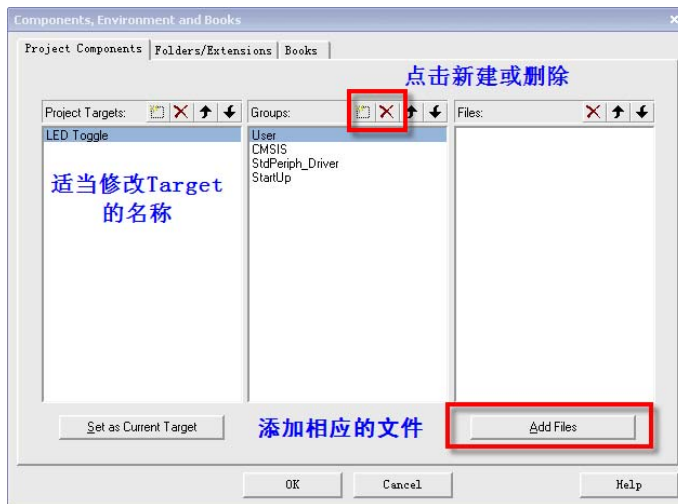 Components, Environment and Books
Project Components
Folders/Extensions
Books
点击新建或删除
Project Targets:
Groups:
Files:
LED Toggle
User
CMSIS
StdPeriph_Driver
StartUp
适当修改Target
的名称
Set as Current Target
添加相应的文件
Add Files
OK
Cancel
Help